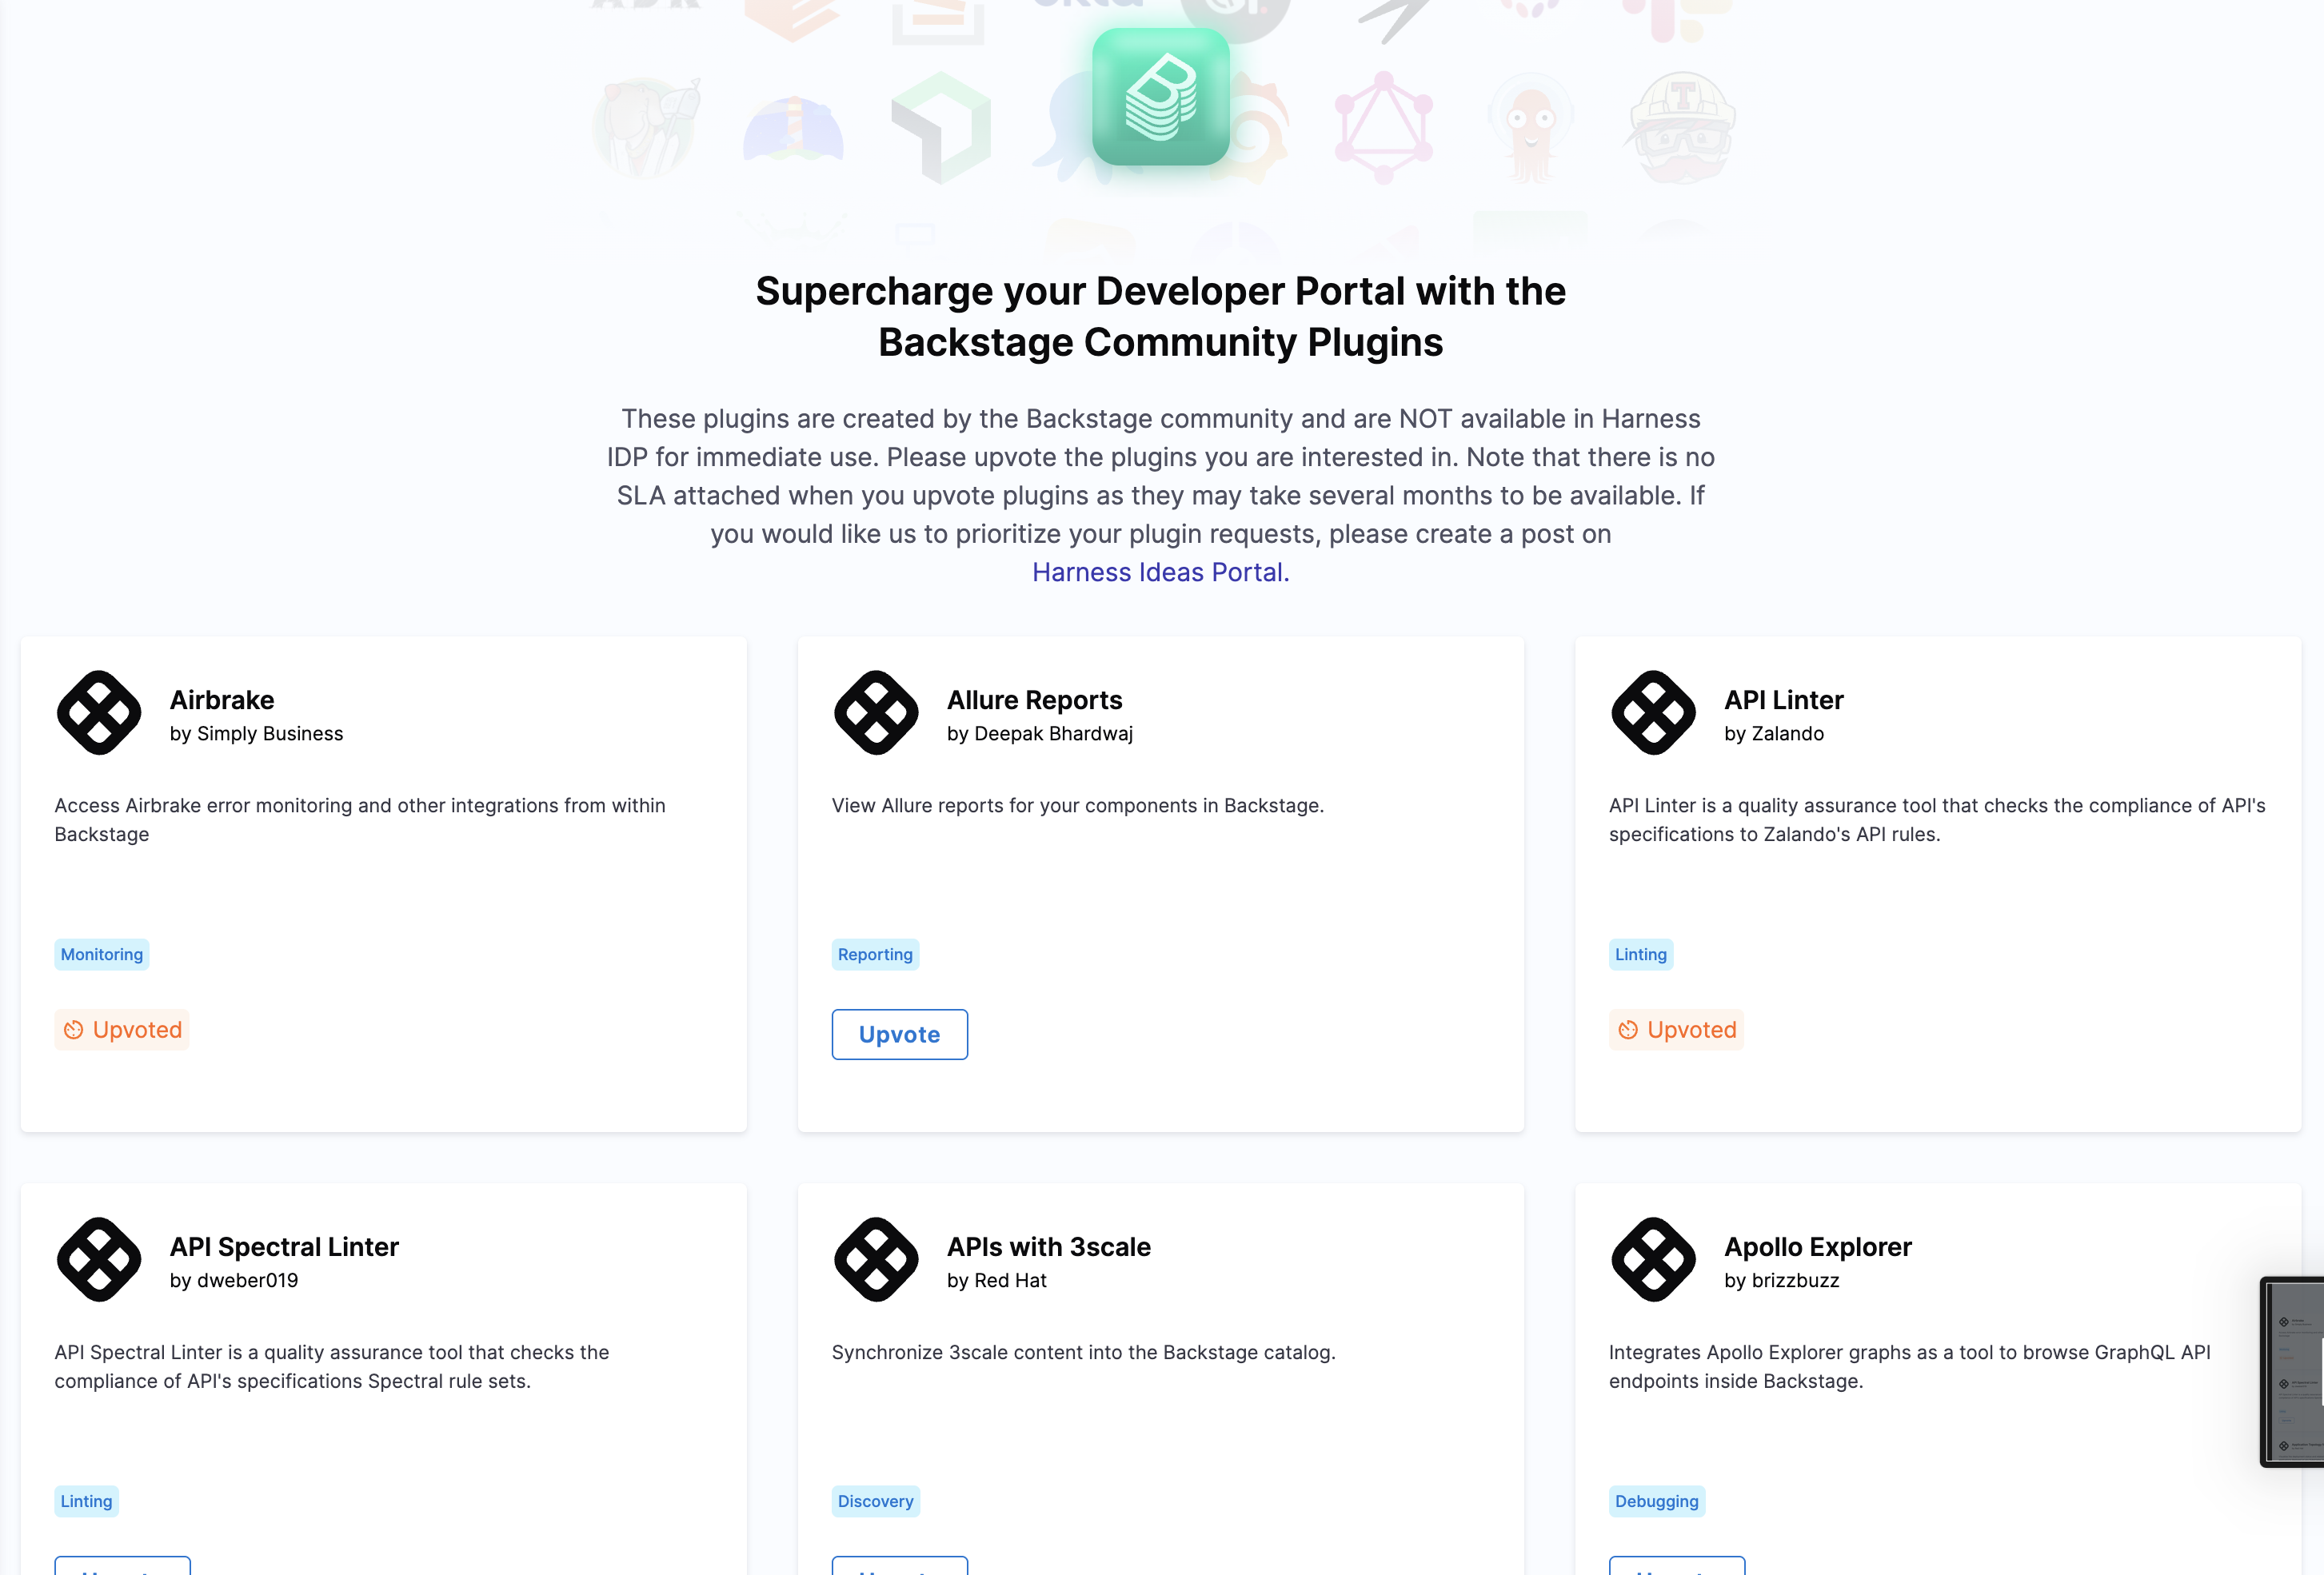 Supercharge your Developer Portal with the
Backstage Community Plugins
These plugins are created by the Backstage community and are NOT available in Harness
IDP for immediate use. Please upvote the plugins you are interested in. Note that there is no
SLA attached when you upvote plugins as they may take several months to be available. If
you would like us to prioritize your plugin requests, please create a post on
Harness Ideas Portal.
Airbrake
by Simply Business
Access Airbrake error monitoring and other integrations from within
Backstage
Monitoring
Upvoted
Allure Reports
by Deepak Bhardwaj
View Allure reports for your components in Backstage.
Reporting
Upvote
API Linter
by Zalando
API Linter is a quality assurance tool that checks the compliance of API's
specifications to Zalando's API rules.
Linting
Upvoted
API Spectral Linter
by dweber019
API Spectral Linter is a quality assurance tool that checks the
compliance of API's specifications Spectral rule sets.
Linting
APIs with 3scale
by Red Hat
Synchronize 3scale content into the Backstage catalog.
Discovery
Apollo Explorer
by brizzbuzz
Integrates Apollo Explorer graphs as a tool to browse GraphQL API
endpoints inside Backstage.
Debugging